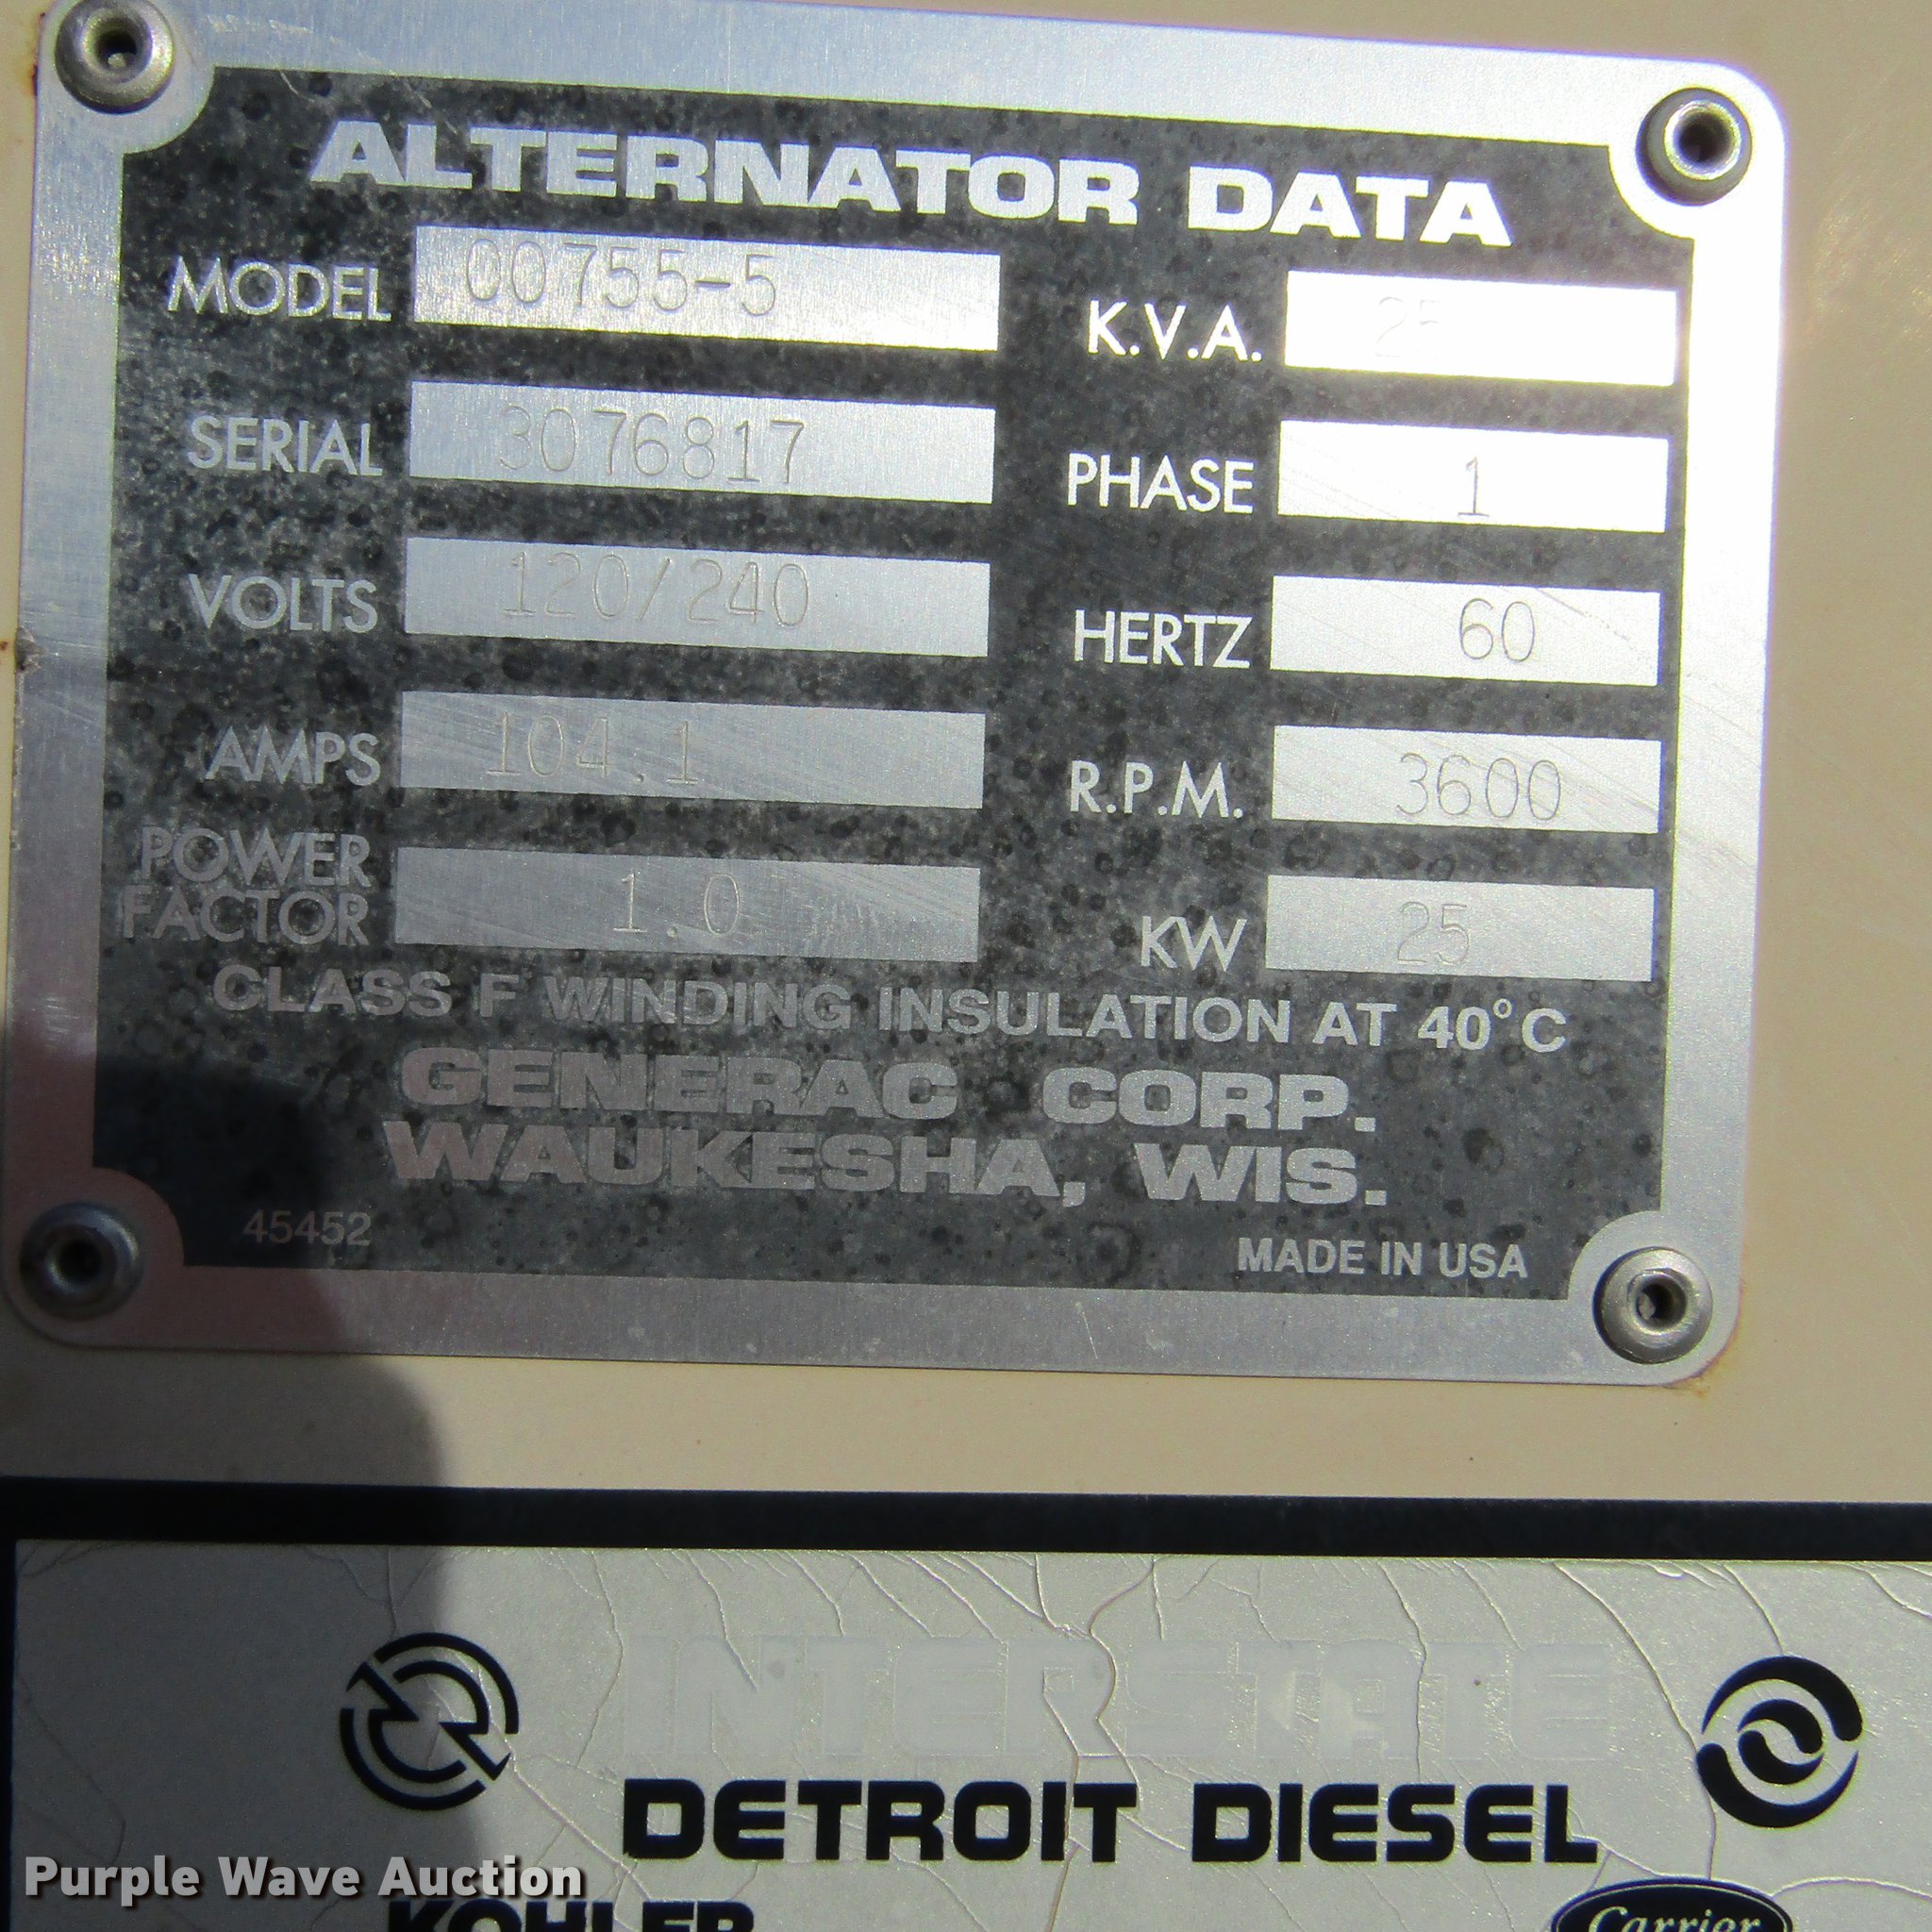 ALTERNATOR DATA
MODEL 00755-5
K.V.A. 25
SERIAL 3076817
PHASE 1
VOLTS 120/240
HERTZ 60
AMPS 104.1
R.P.M. 3600
POWER
FACTOR 1.0
KW 25
CLASS F WINDING INSULATION AT 40°C
GENERAC CORP.
WAUKESHA, WIS.
45452
MADE IN USA
INTERSTATE
DETROIT DIESEL
Purple Wave Auction
KOHLER
Carrier